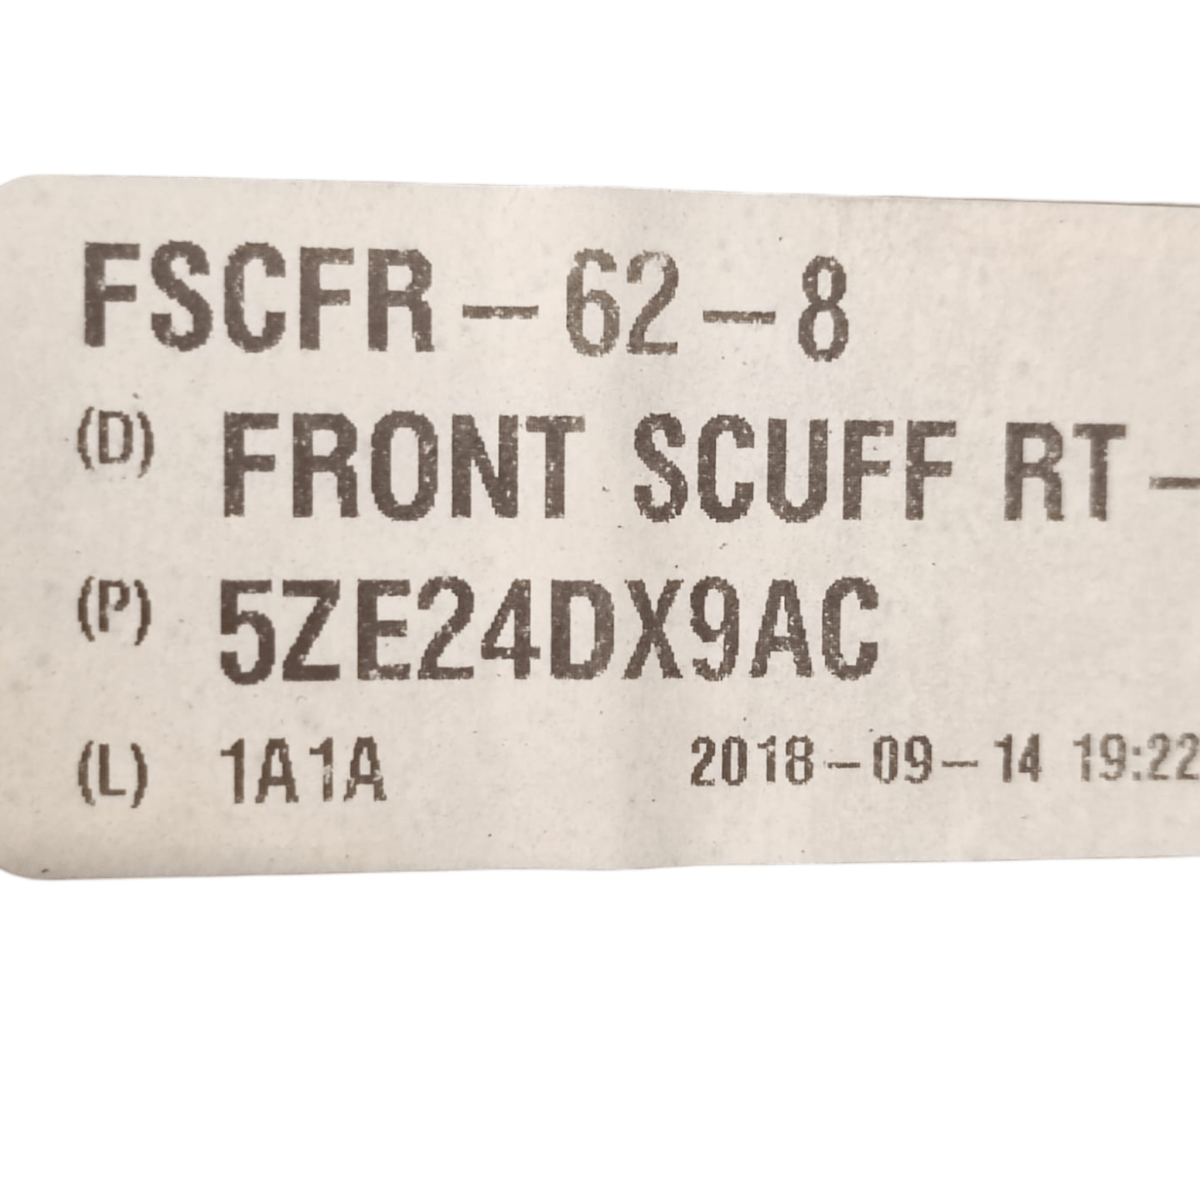 FSCFR-62-8
(D) FRONT SCUFF RT-
(P) 5ZE24DX9AC
(L) 1A1A 2018-09-14 19:22